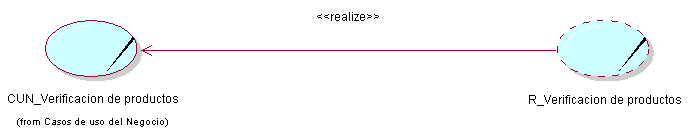 <<realize>>
CUN_Verificacion de productos
R_Verificacion de productos
(from Casos de uso del Negocio)